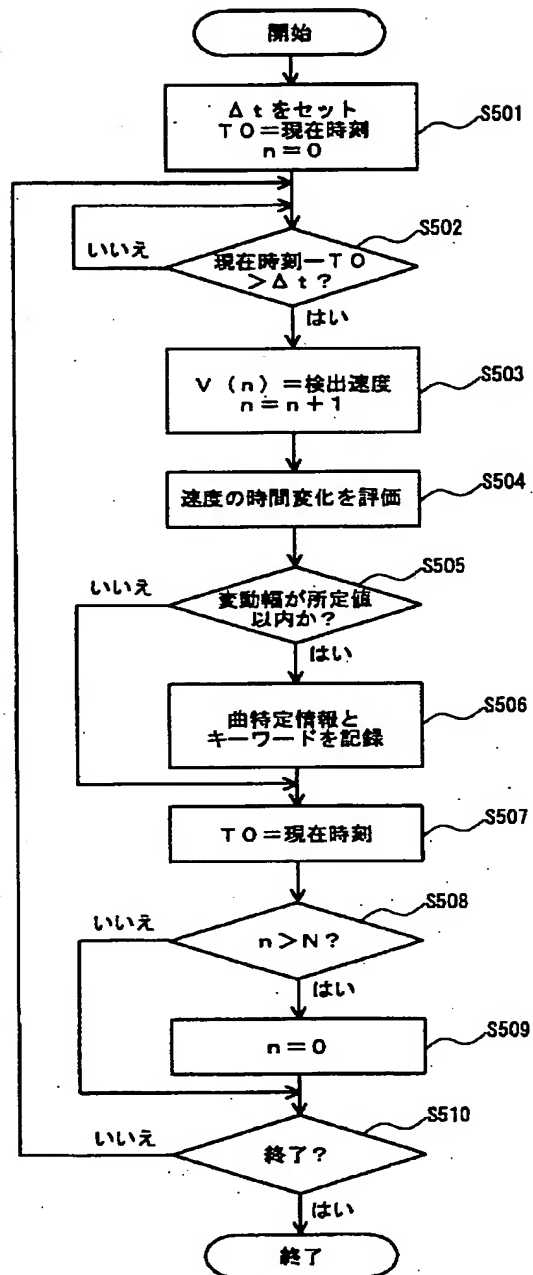 開始
Δtをセット
T0=現在時刻
n=0
S501
S502
いいえ
現在時刻ーT0
>Δt?
はい
V(n)=検出速度
n=n+1
S503
速度の時間変化を評価
S504
S505
いいえ
変動幅が所定値
以内か?
はい
曲特定情報と
キーワードを記録
S506
T0=現在時刻
S507
S508
いいえ
n>N?
はい
n=0
S509
S510
いいえ
終了?
はい
終了